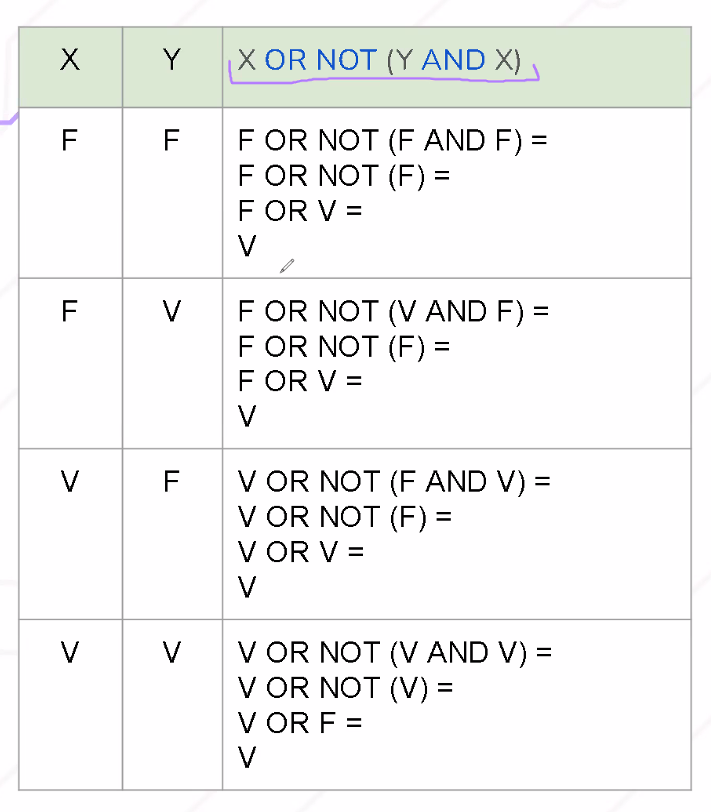 X Y X OR NOT (Y AND X)
F F F OR NOT (F AND F) =
F OR NOT (F) =
F OR V =
V
F V F OR NOT (V AND F) =
F OR NOT (F) =
F OR V =
V
V F V OR NOT (F AND V) =
V OR NOT (F) =
V OR V =
V
V V V OR NOT (V AND V) =
V OR NOT (V) =
V OR F =
V